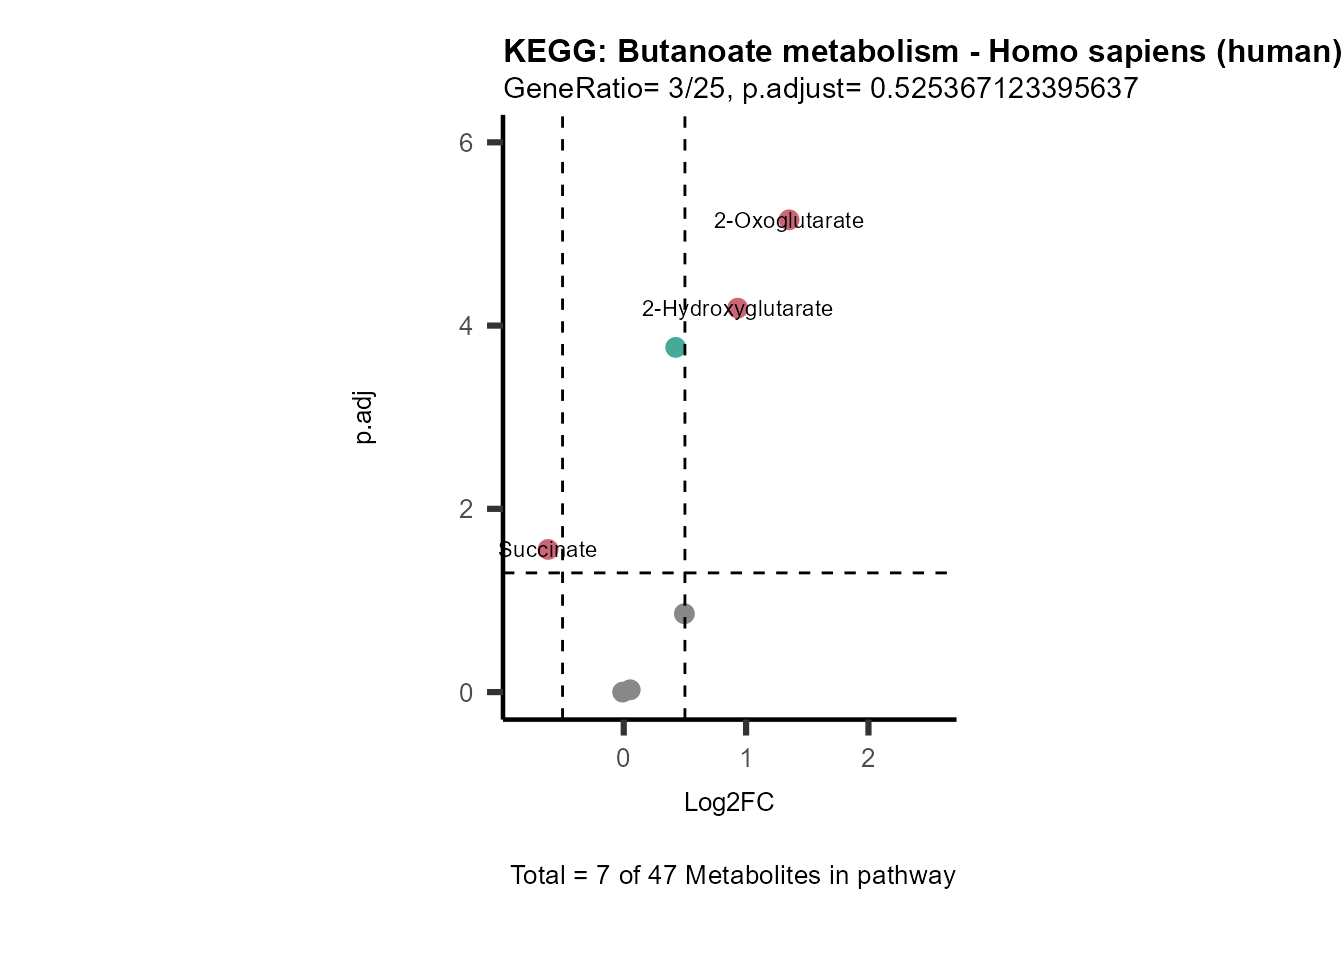 KEGG: Butanoate metabolism - Homo sapiens (human)
GeneRatio= 3/25, p.adjust= 0.525367123395637
6
2-Oxoglutarate
2-Hydroxyglutarate
4
p.adj
2
Succinate
0
0 1 2
Log2FC
Total = 7 of 47 Metabolites in pathway